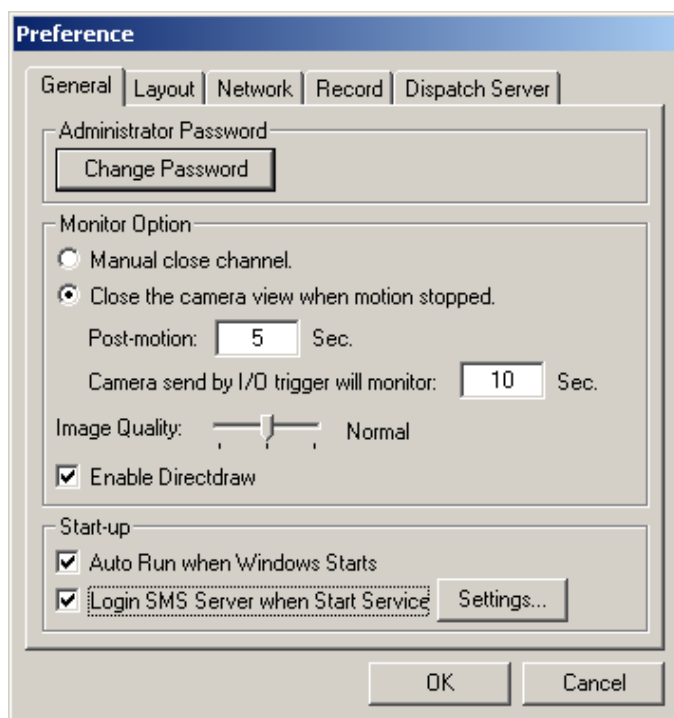 Preference
General Layout Network Record Dispatch Server
Administrator Password
Change Password
Monitor Option
Manual close channel.
Close the camera view when motion stopped.
Post-motion: 5 Sec.
Camera send by I/O trigger will monitor: 10 Sec.
Image Quality: Normal
Enable Directdraw
Start-up
Auto Run when Windows Starts
Login SMS Server when Start Service Settings...
OK Cancel